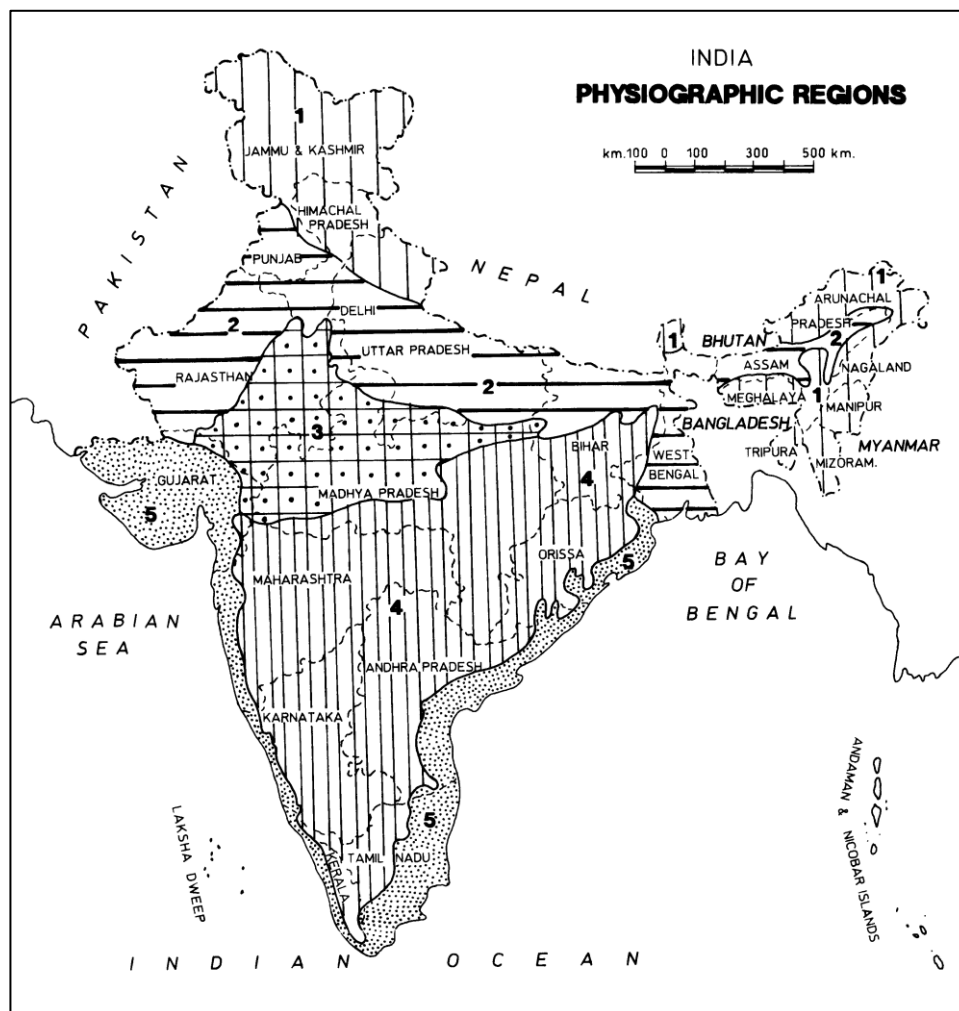 INDIA
PHYSIOGRAPHIC REGIONS
km.100 0 100 300 500 km.
1
JAMMU & KASHMIR
HIMACHAL
PRADESH
PAKISTAN
PUNJAB
NEPAL
DELHI
2
UTTAR PRADESH
RAJASTHAN
2
1
ARUNACHAL
PRADESH
1
BHUTAN
2
ASSAM
NAGALAND
MEGHALAYA
1
MANIPUR
BANGLADESH
MYANMAR
TRIPURA
MIZORAM.
3
BIHAR
WEST
BENGAL
4
GUJARAT
MADHYA PRADESH
5
ORISSA
5
BAY
OF
BENGAL
MAHARASHTRA
4
ARABIAN
SEA
ANDHRA PRADESH
KARNATAKA
5
TAMIL NADU
KERALA
LAKSHA DWEEP
ANDAMAN & NICOBAR ISLANDS
INDIAN OCEAN